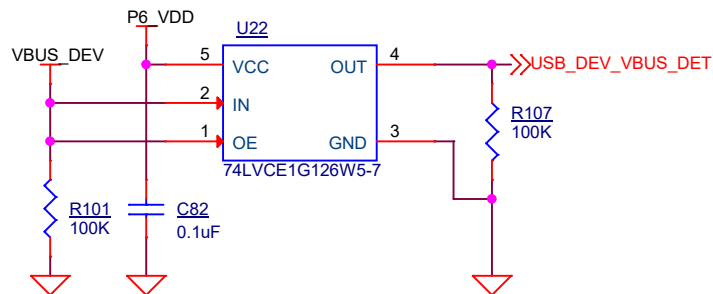 P6_VDD
U22
VBUS_DEV
5
VCC
OUT
4
USB_DEV_VBUS_DET
2
IN
1
OE
GND
3
R107
100K
74LVCE1G126W5-7
R101
100K
C82
0.1uF